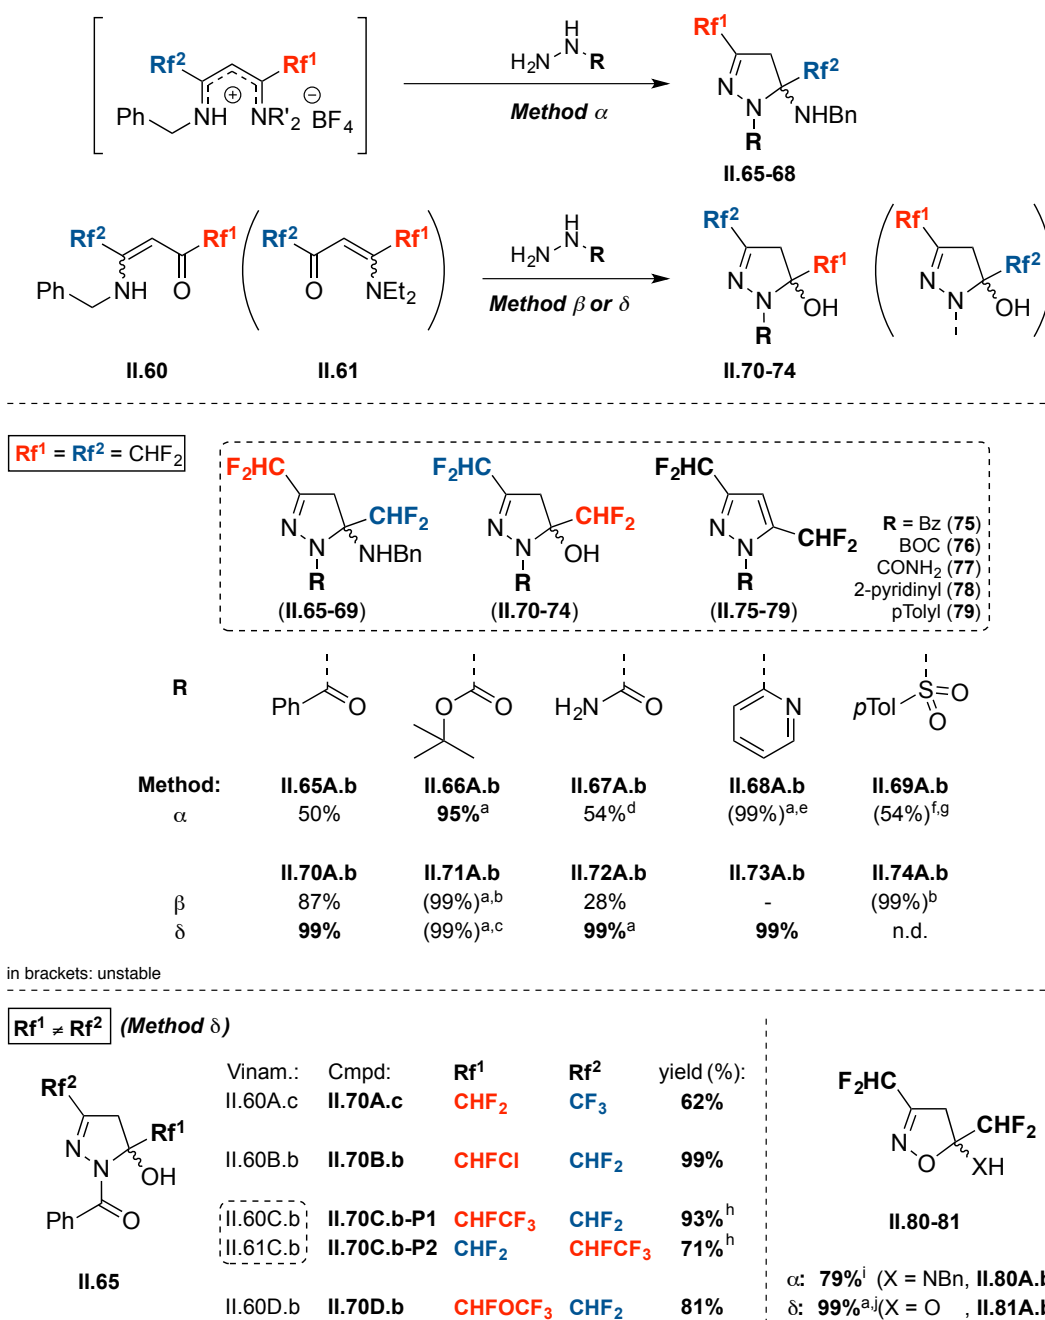 Rf2 Rf1
Ph NH NR'2 BF4
H
H2N N R
Method α
Rf1
Rf2
N N NHBn
R
II.65-68
Rf2 Rf1 Rf2 Rf1
Ph NH O O NEt2
H
H2N N R
Method β or δ
Rf2
Rf1
N N OH
R
Rf1
Rf2
N N OH
II.60 II.61 II.70-74
Rf1 = Rf2 = CHF2
F2HC F2HC F2HC
CHF2 CHF2 CHF2
N N NHBn N N OH N N
R R R
(II.65-69) (II.70-74) (II.75-79)
R = Bz (75)
BOC (76)
CONH2 (77)
2-pyridinyl (78)
pTolyl (79)
R Ph O O O H2N O N pTol S O O
Method: II.65A.b II.66A.b II.67A.b II.68A.b II.69A.b
α 50% 95%a 54%d (99%)a,e (54%)f,g
II.70A.b II.71A.b II.72A.b II.73A.b II.74A.b
β 87% (99%)a,b 28% - (99%)b
δ 99% (99%)a,c 99%a 99% n.d.
in brackets: unstable
Rf1 ≠ Rf2 (Method δ)
Rf2
Rf1
N N OH
Ph O
II.65
Vinam.: Cmpd: Rf1 Rf2 yield (%):
II.60A.c II.70A.c CHF2 CF3 62%
II.60B.b II.70B.b CHFCl CHF2 99%
II.60C.b II.70C.b-P1 CHFCF3 CHF2 93%h
II.61C.b II.70C.b-P2 CHF2 CHFCF3 71%h
II.60D.b II.70D.b CHFOCF3 CHF2 81%
F2HC
CHF2
N O XH
II.80-81
α: 79%i (X = NBn, II.80A.b
δ: 99%a,j(X = O , II.81A.b